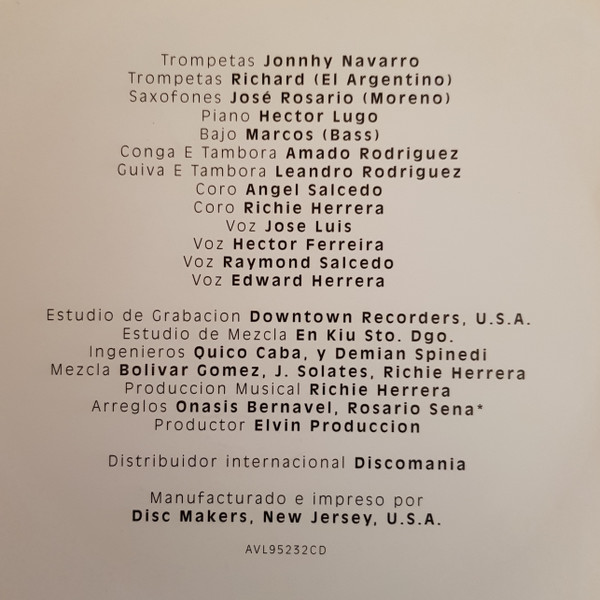 Trompetas Jonnhy Navarro
Trompetas Richard (El Argentino)
Saxofones José Rosario (Moreno)
Piano Hector Lugo
Bajo Marcos (Bass)
Conga E Tambora Amado Rodriguez
Guiva E Tambora Leandro Rodriguez
Coro Angel Salcedo
Coro Richie Herrera
Voz Jose Luis
Voz Hector Ferreira
Voz Raymond Salcedo
Voz Edward Herrera
Estudio de Grabacion Downtown Recorders, U.S.A.
Estudio de Mezcla En Kiu Sto. Dgo.
Ingenieros Quico Caba, y Demian Spinedi
Mezcla Bolivar Gomez, J. Solates, Richie Herrera
Produccion Musical Richie Herrera
Arreglos Onasis Bernavel, Rosario Sena*
Productor Elvin Produccion
Distribuidor internacional Discomania
Manufacturado e impreso por
Disc Makers, New Jersey, U.S.A.
AVL95232CD